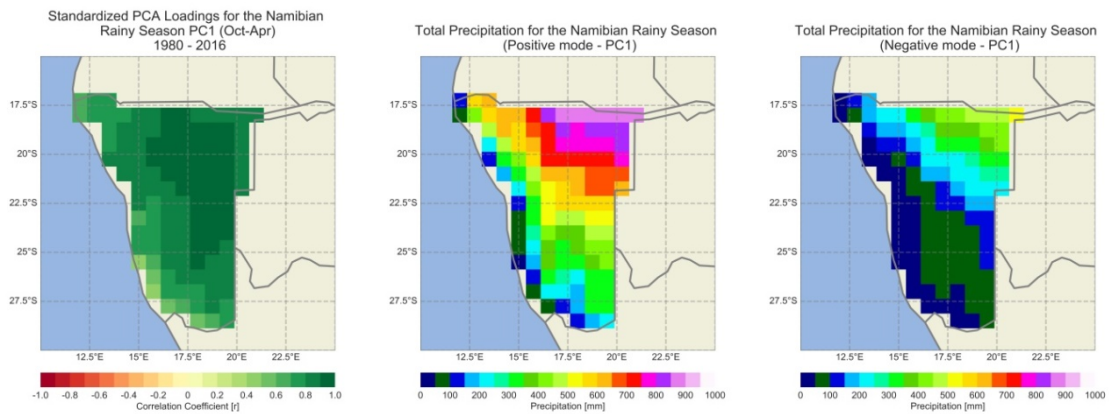 Standardized PCA Loadings for the Namibian
Rainy Season PC1 (Oct-Apr)
1980 - 2016
17.5°S
20°S
22.5°S
25°S
27.5°S
12.5°E 15°E 17.5°E 20°E 22.5°E
-1.0 -0.8 -0.6 -0.4 -0.2 0.0 0.2 0.4 0.6 0.8 1.0
Correlation Coefficient [r]
Total Precipitation for the Namibian Rainy Season
(Positive mode - PC1)
17.5°S
20°S
22.5°S
25°S
27.5°S
12.5°E 15°E 17.5°E 20°E 22.5°E
0 100 200 300 400 500 600 700 800 900 1000
Precipitation [mm]
Total Precipitation for the Namibian Rainy Season
(Negative mode - PC1)
17.5°S
20°S
22.5°S
25°S
27.5°S
12.5°E 15°E 17.5°E 20°E 22.5°E
0 100 200 300 400 500 600 700 800 900 1000
Precipitation [mm]